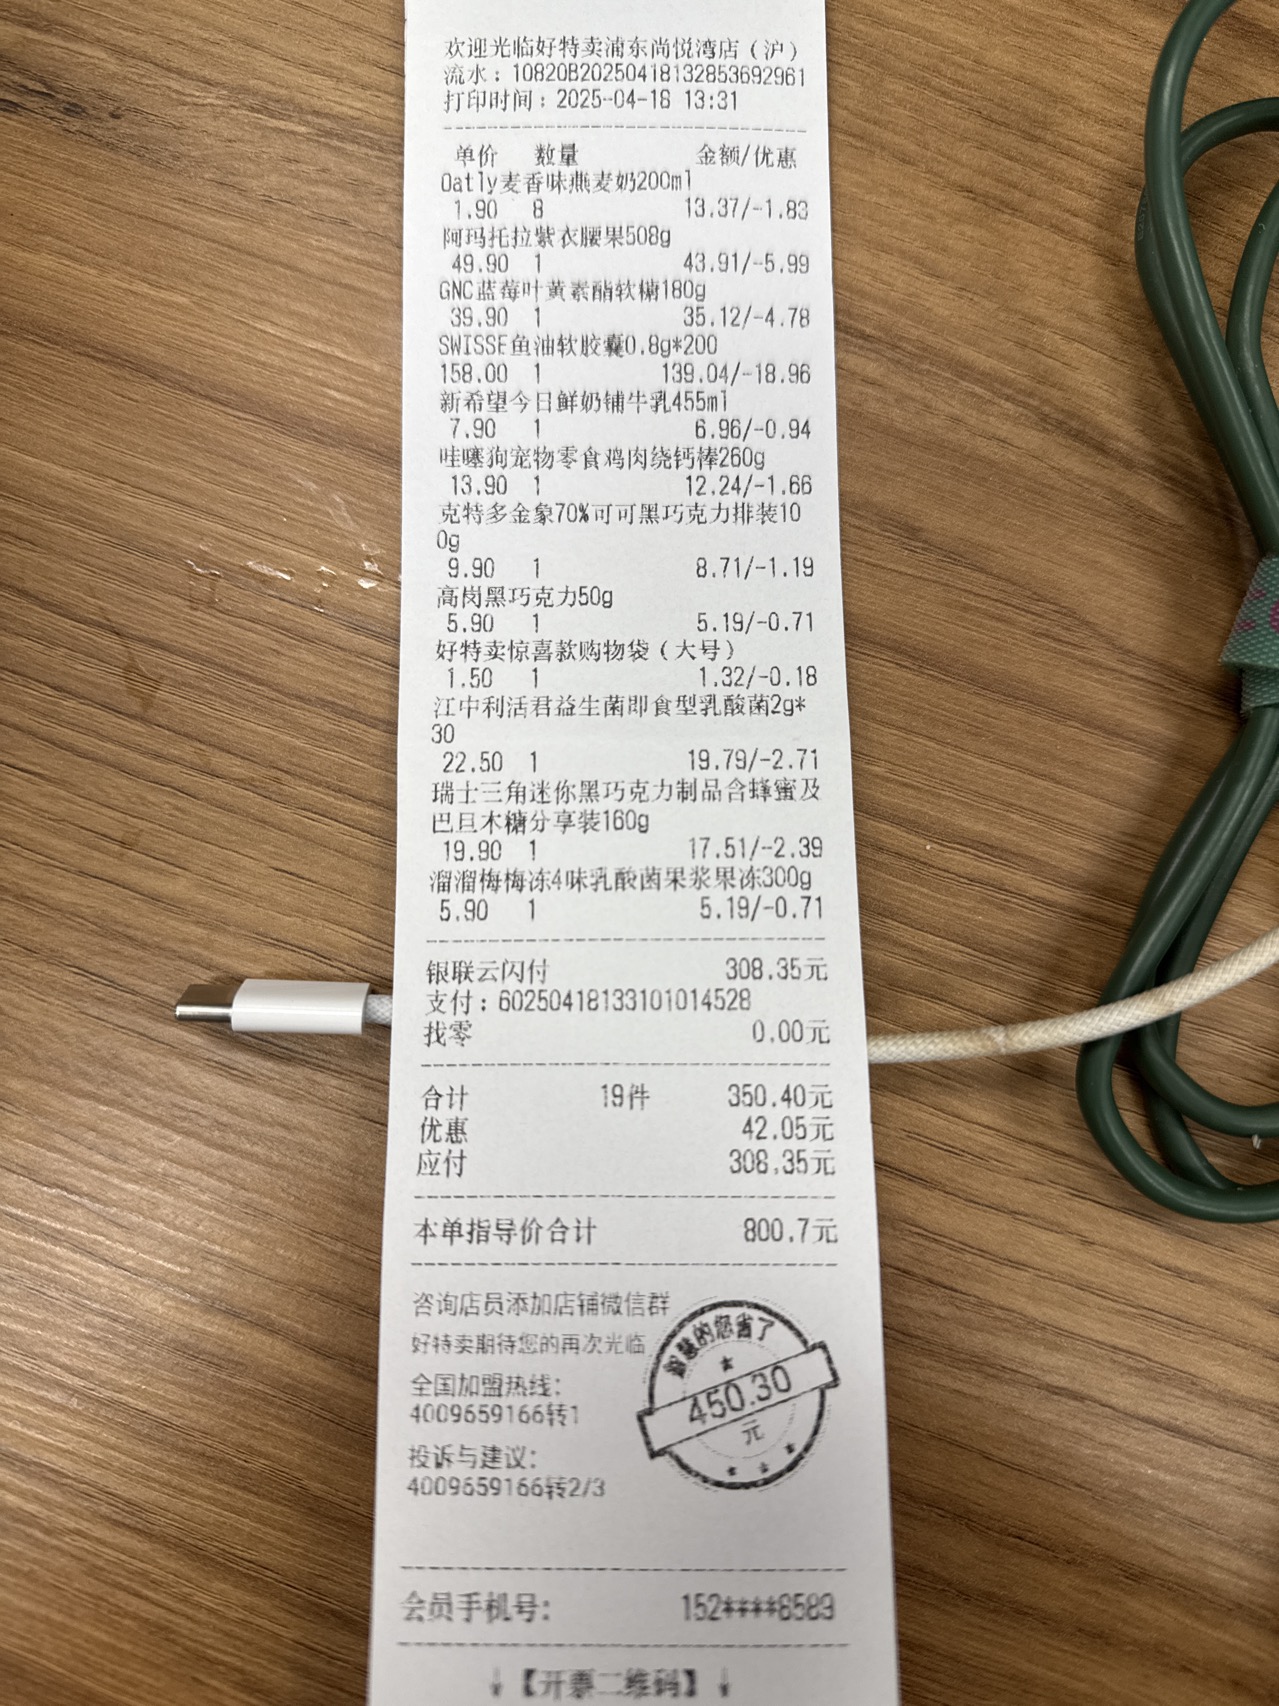 欢迎光临好特卖浦东尚悦湾店（沪）
流水：10820B20250418132853692961
打印时间：2025-04-18 13:31
单价 数量 金额/优惠
Oatly麦香味燕麦奶200ml
1.90 8 13.37/-1.83
阿玛托拉紫衣腰果508g
49.90 1 43.91/-5.99
GNC蓝莓叶黄素酯软糖180g
39.90 1 35.12/-4.78
SWISSE鱼油软胶囊0.8g*200
158.00 1 139.04/-18.96
新希望今日鲜奶铺牛乳455ml
7.90 1 6.96/-0.94
哇噻狗宠物零食鸡肉绕钙棒260g
13.90 1 12.24/-1.66
克特多金象70%可可黑巧克力排装10
0g
9.90 1 8.71/-1.19
高岗黑巧克力50g
5.90 1 5.19/-0.71
好特卖惊喜款购物袋（大号）
1.50 1 1.32/-0.18
江中利活君益生菌即食型乳酸菌2g*
30
22.50 1 19.79/-2.71
瑞士三角迷你黑巧克力制品含蜂蜜及
巴旦木糖分享装160g
19.90 1 17.51/-2.39
溜溜梅梅冻4味乳酸菌果浆果冻300g
5.90 1 5.19/-0.71
银联云闪付 308.35元
支付：60250418133101014528
找零 0.00元
合计 19件 350.40元
优惠 42.05元
应付 308.35元
本单指导价合计 800.7元
咨询店员添加店铺微信群
好特卖期待您的再次光临
全国加盟热线：
4009659166转1
投诉与建议：
4009659166转2/3
智慧的您省了
450.30
元
会员手机号： 152****8589
↓【开票二维码】↓